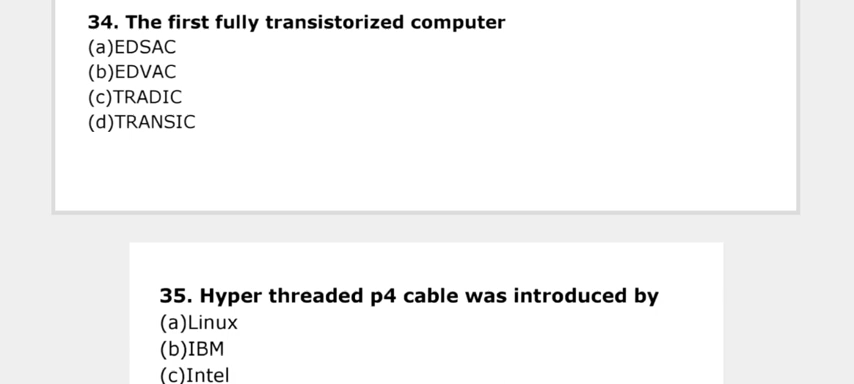 34. The first fully transistorized computer
(a)EDSAC
(b)EDVAC
(c)TRADIC
(d)TRANSIC
35. Hyper threaded p4 cable was introduced by
(a)Linux
(b)IBM
(c)Intel